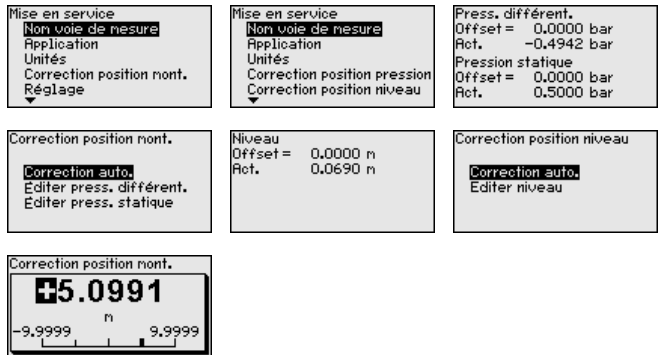 Mise en service
Nom voie de mesure
Application
Unités
Correction position mont.
Réglage
Mise en service
Nom voie de mesure
Application
Unités
Correction position pression
Correction position niveau
Press. différent.
Offset = 0.0000 bar
Act. -0.4942 bar
Pression statique
Offset = 0.0000 bar
Act. 0.5000 bar
Correction position mont.
Correction auto.
Éditer press. différent.
Éditer press. statique
Niveau
Offset = 0.0000 m
Act. 0.0690 m
Correction position niveau
Correction auto.
Editer niveau
Correction position mont.
+5.0991
m
-9.9999 9.9999